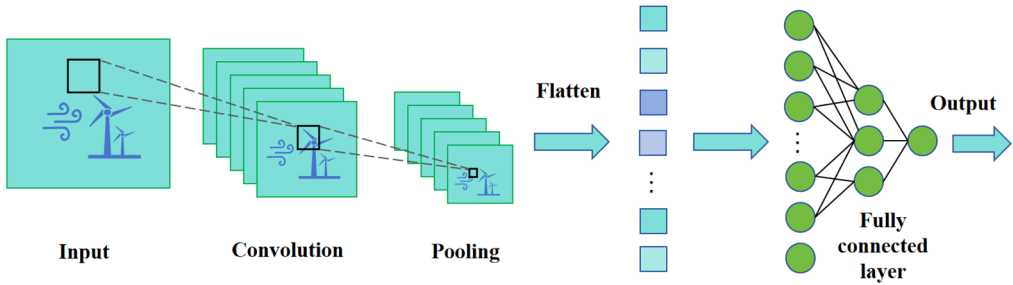 Input
Convolution
Pooling
Flatten
Fully
connected
layer
Output